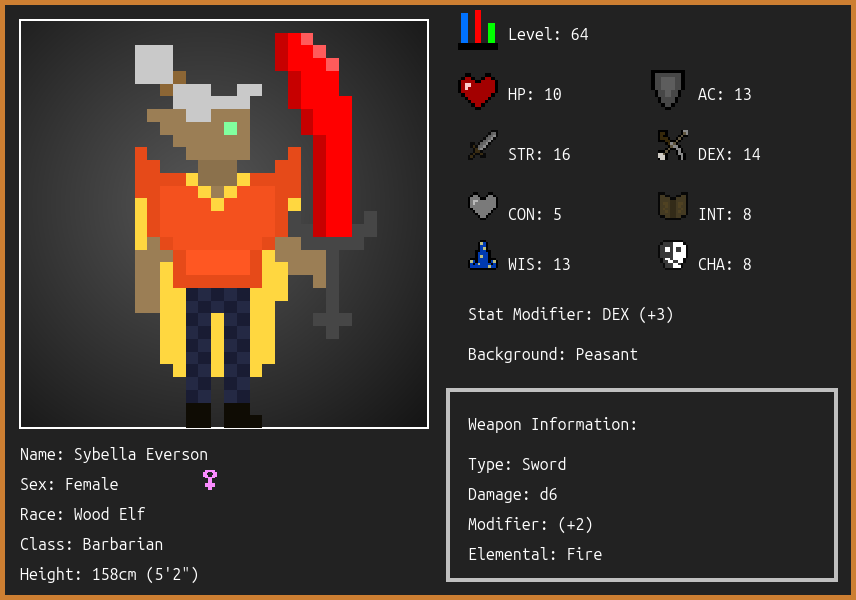 Level: 64
HP: 10
AC: 13
STR: 16
DEX: 14
CON: 5
INT: 8
WIS: 13
CHA: 8
Stat Modifier: DEX (+3)
Background: Peasant
Weapon Information:
Type: Sword
Damage: d6
Modifier: (+2)
Elemental: Fire
Name: Sybella Everson
Sex: Female
Race: Wood Elf
Class: Barbarian
Height: 158cm (5'2")